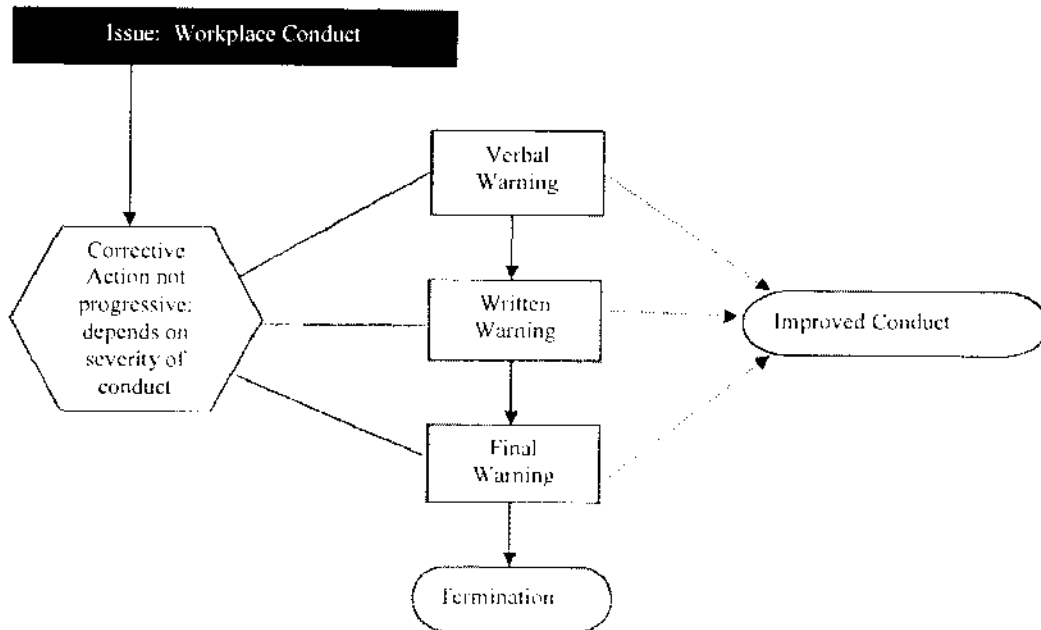 Issue: Workplace Conduct
Verbal
Warning
Corrective
Action not
progressive:
depends on
severity of
conduct
Written
Warning
Improved Conduct
Final
Warning
Termination